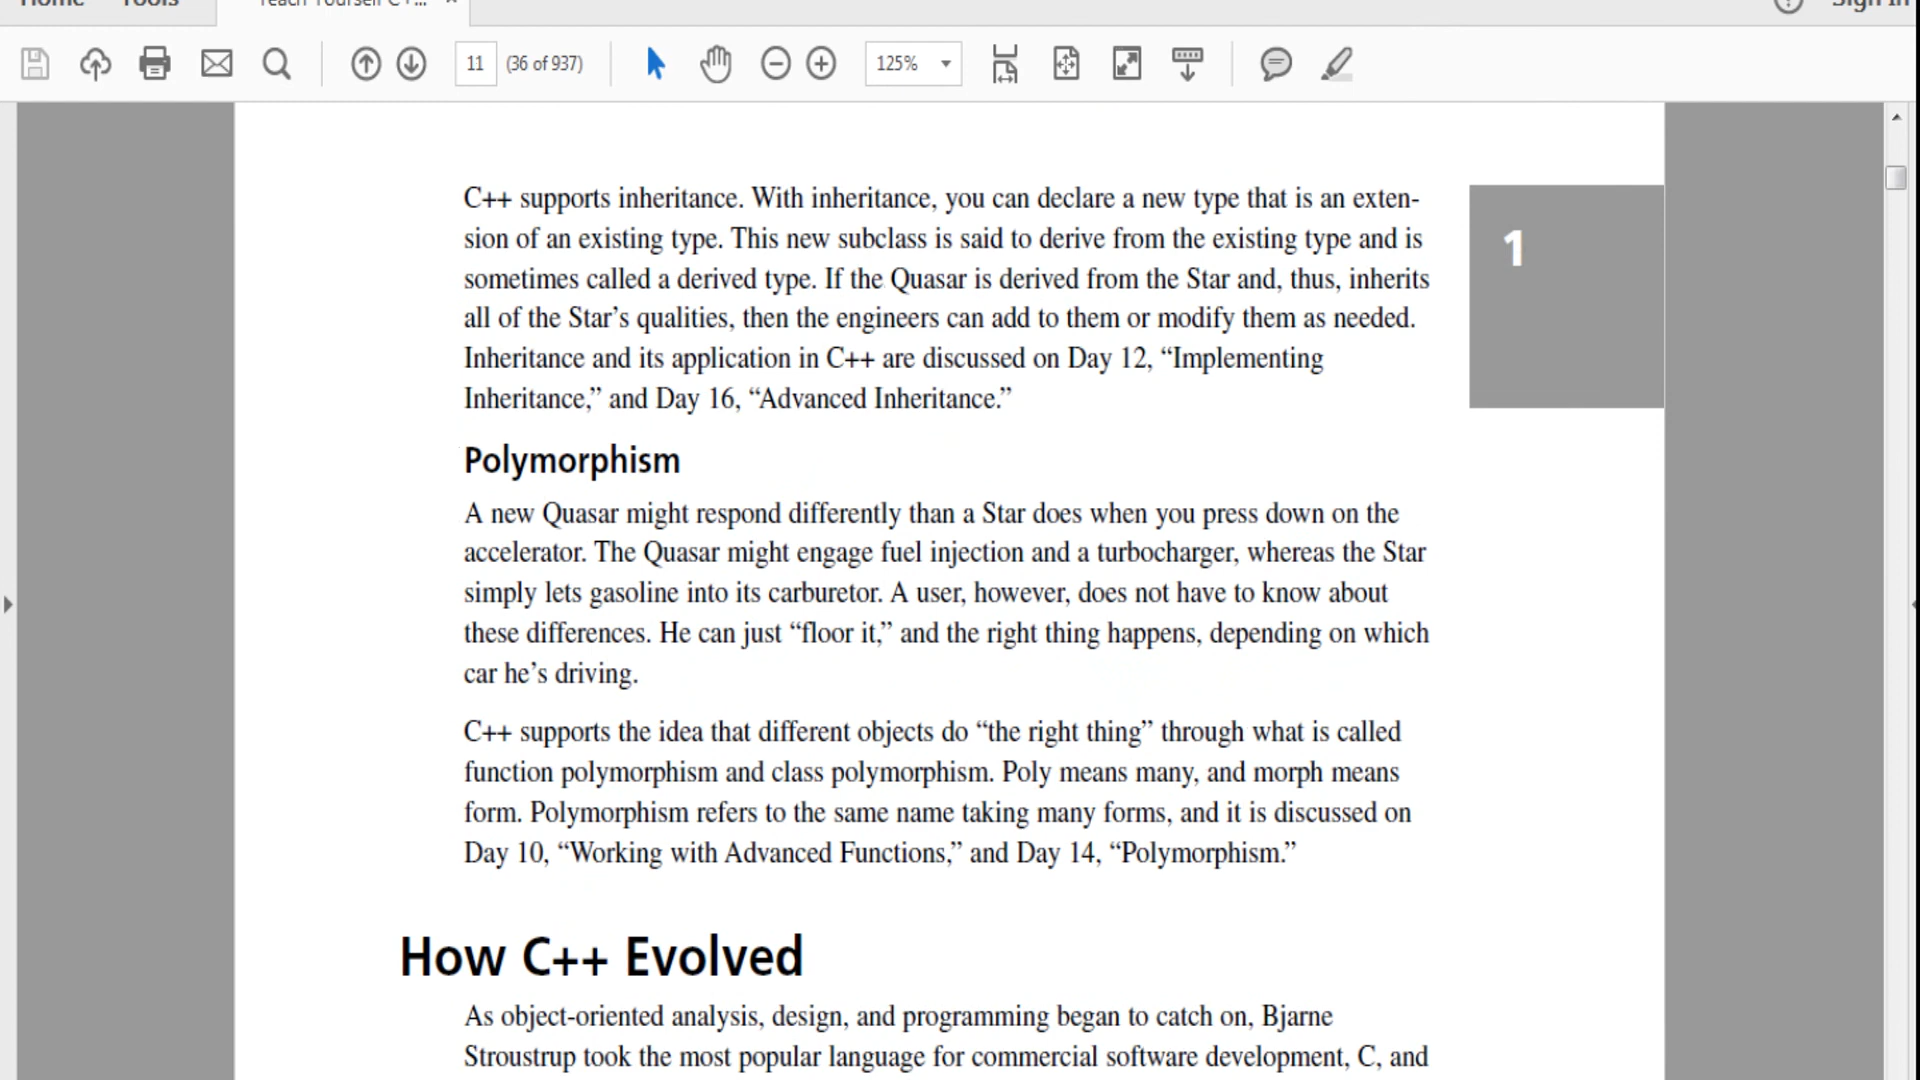 Home Tools Teach Yourself C+... Sign In
11 (36 of 937) 125%
C++ supports inheritance. With inheritance, you can declare a new type that is an exten-
sion of an existing type. This new subclass is said to derive from the existing type and is
sometimes called a derived type. If the Quasar is derived from the Star and, thus, inherits
all of the Star’s qualities, then the engineers can add to them or modify them as needed.
Inheritance and its application in C++ are discussed on Day 12, “Implementing
Inheritance,” and Day 16, “Advanced Inheritance.”
1
Polymorphism
A new Quasar might respond differently than a Star does when you press down on the
accelerator. The Quasar might engage fuel injection and a turbocharger, whereas the Star
simply lets gasoline into its carburetor. A user, however, does not have to know about
these differences. He can just “floor it,” and the right thing happens, depending on which
car he’s driving.
C++ supports the idea that different objects do “the right thing” through what is called
function polymorphism and class polymorphism. Poly means many, and morph means
form. Polymorphism refers to the same name taking many forms, and it is discussed on
Day 10, “Working with Advanced Functions,” and Day 14, “Polymorphism.”
How C++ Evolved
As object-oriented analysis, design, and programming began to catch on, Bjarne
Stroustrup took the most popular language for commercial software development, C, and